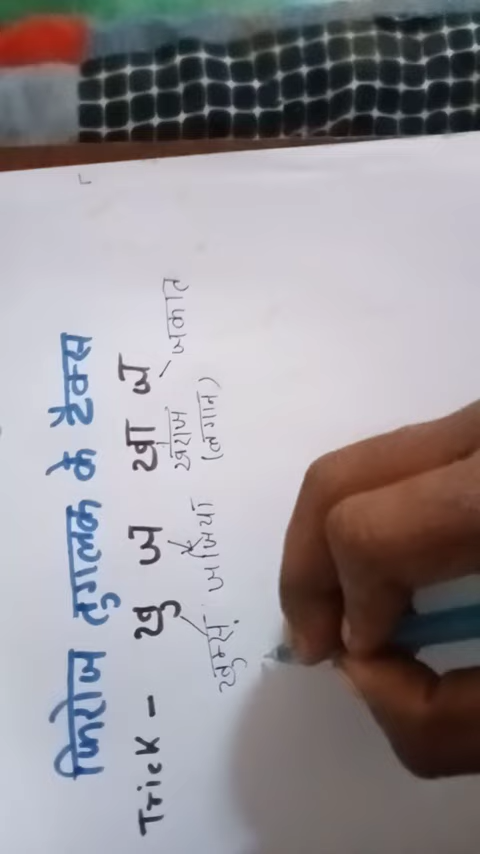 फिरोज तुगलक के टैक्स
Trick - खु ज खा ज
खुम्स जजिया खराज जकात
(लगान)